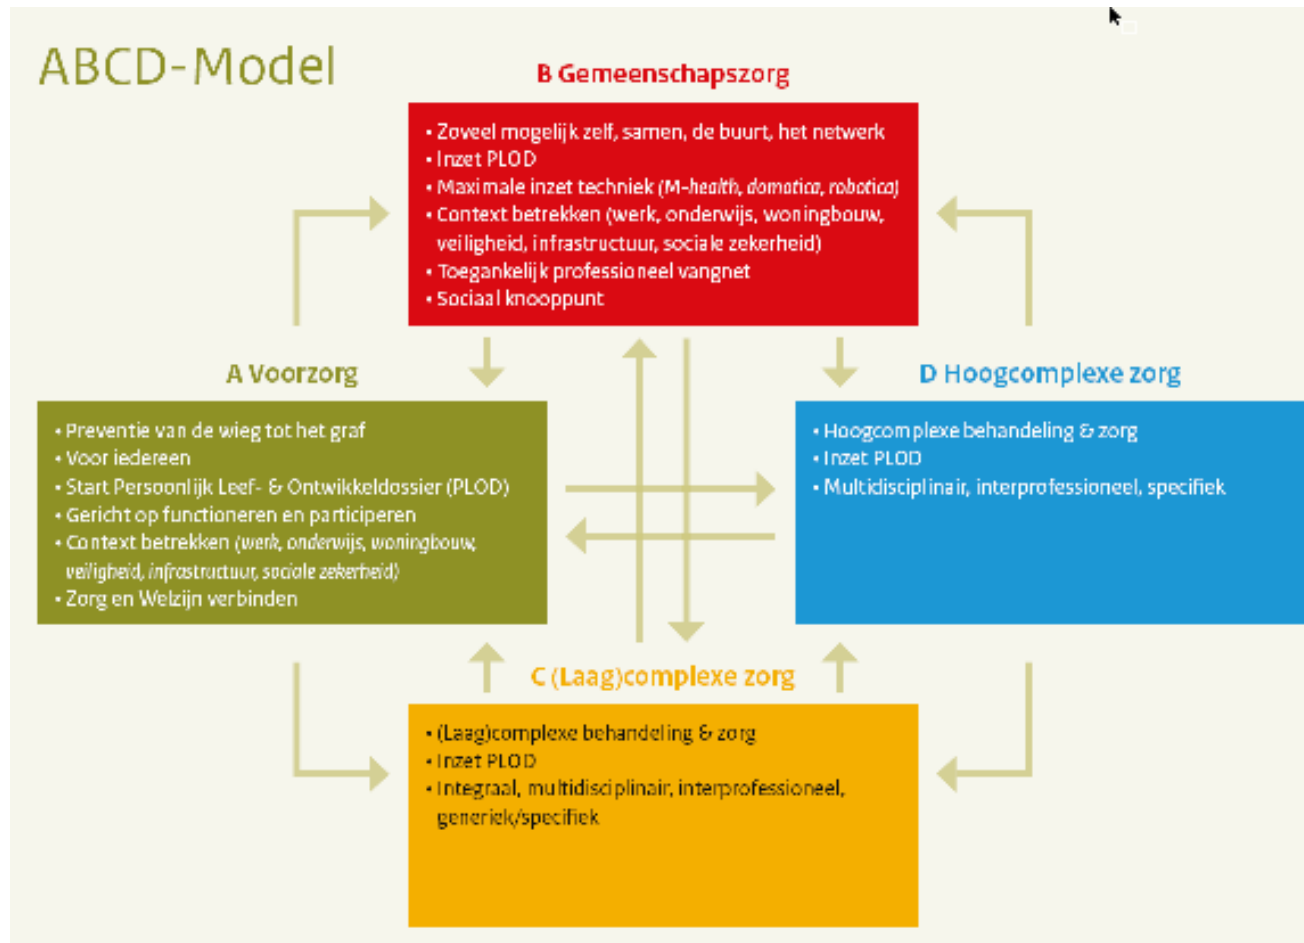 ABCD-Model
B Gemeenschapszorg
• Zoveel mogelijk zelf, samen, de buurt, het netwerk
• Inzet PLOD
• Maximale inzet techniek (M-health, domotica, robotica)
• Context betrekken (werk, onderwijs, woningbouw,
veiligheid, infrastructuur, sociale zekerheid)
• Toegankelijk professioneel vangnet
• Sociaal knooppunt
A Voorzorg
• Preventie van de wieg tot het graf
• Voor iedereen
• Start Persoonlijk Leef- & Ontwikkeldossier (PLOD)
• Gericht op functioneren en participeren
• Context betrekken (werk, onderwijs, woningbouw,
veiligheid, infrastructuur, sociale zekerheid)
• Zorg en Welzijn verbinden
D Hoogcomplexe zorg
• Hoogcomplexe behandeling & zorg
• Inzet PLOD
• Multidisciplinair, interprofessioneel, specifiek
C (Laag)complexe zorg
• (Laag)complexe behandeling & zorg
• Inzet PLOD
• Integraal, multidisciplinair, interprofessioneel,
generiek/specifiek